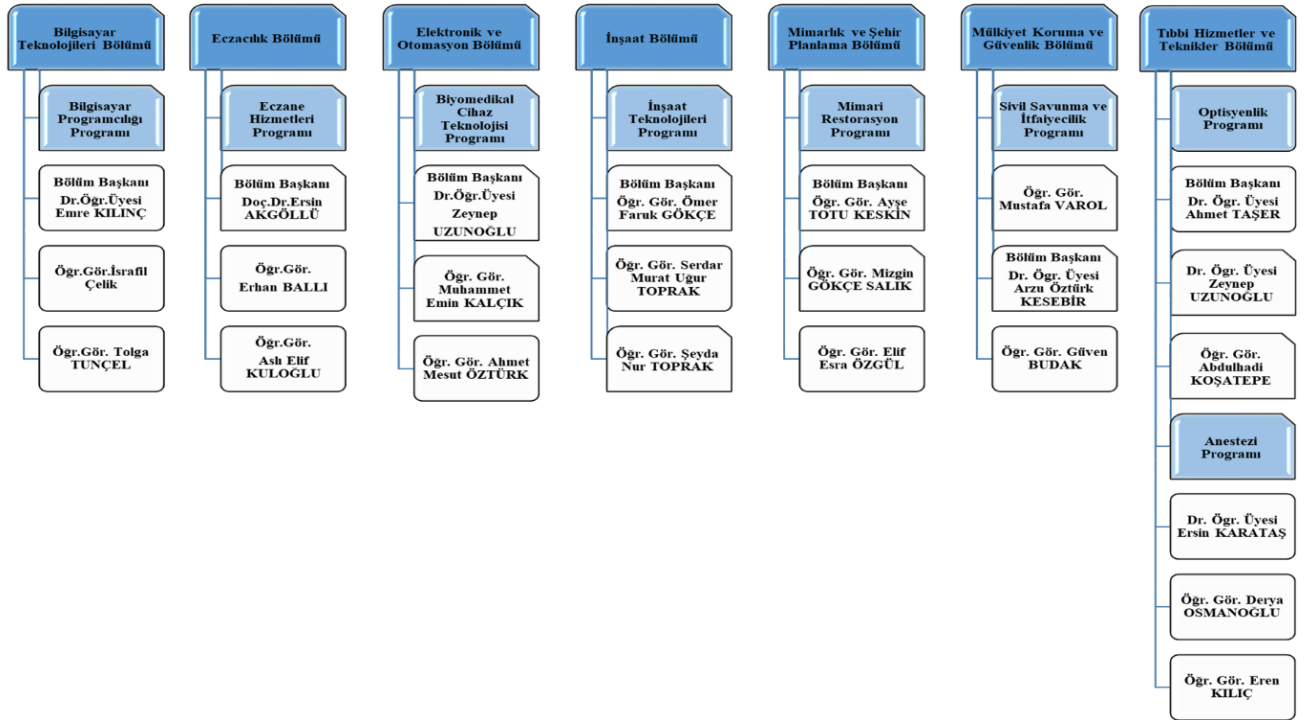 Bilgisayar
Teknolojileri Bölümü
Bilgisayar
Programcılığı
Programı
Bölüm Başkanı
Dr.Öğr.Üyesi
Emre KILINÇ
Öğr.Gör.İsrafil
Çelik
Öğr.Gör. Tolga
TUNÇEL
Eczacılık Bölümü
Eczane
Hizmetleri
Programı
Bölüm Başkanı
Doç.Dr.Ersin
AKGÖLLÜ
Öğr.Gör.
Erhan BALLI
Öğr.Gör.
Aslı Elif
KULOĞLU
Elektronik ve
Otomasyon Bölümü
Biyomedikal
Cihaz
Teknolojisi
Programı
Bölüm Başkanı
Dr.Öğr.Üyesi
Zeynep
UZUNOĞLU
Öğr. Gör.
Muhammet
Emin KALÇIK
Öğr. Gör. Ahmet
Mesut ÖZTÜRK
İnşaat Bölümü
İnşaat
Teknolojileri
Programı
Bölüm Başkanı
Öğr. Gör. Ömer
Faruk GÖKÇE
Öğr. Gör. Serdar
Murat Uğur
TOPRAK
Öğr. Gör. Şeyda
Nur TOPRAK
Mimarlık ve Şehir
Planlama Bölümü
Mimari
Restorasyon
Programı
Bölüm Başkanı
Öğr. Gör. Ayşe
TOTU KESKİN
Öğr. Gör. Mizgin
GÖKÇE SALIK
Öğr. Gör. Elif
Esra ÖZGÜL
Mülkiyet Koruma ve
Güvenlik Bölümü
Sivil Savunma ve
İtfaiyecilik
Programı
Öğr. Gör.
Mustafa VAROL
Bölüm Başkanı
Dr. Ögr. Üyesi
Arzu Öztürk
KESEBİR
Öğr. Gör. Güven
BUDAK
Tıbbi Hizmetler ve
Teknikler Bölümü
Optisyenlik
Programı
Bölüm Başkanı
Dr. Ögr. Üyesi
Ahmet TAŞER
Dr. Ögr. Üyesi
Zeynep
UZUNOĞLU
Öğr. Gör.
Abdulhadi
KOŞATEPE
Anestezi
Programı
Dr. Ögr. Üyesi
Ersin KARATAŞ
Öğr. Gör. Derya
OSMANOĞLU
Öğr. Gör. Eren
KILIÇ